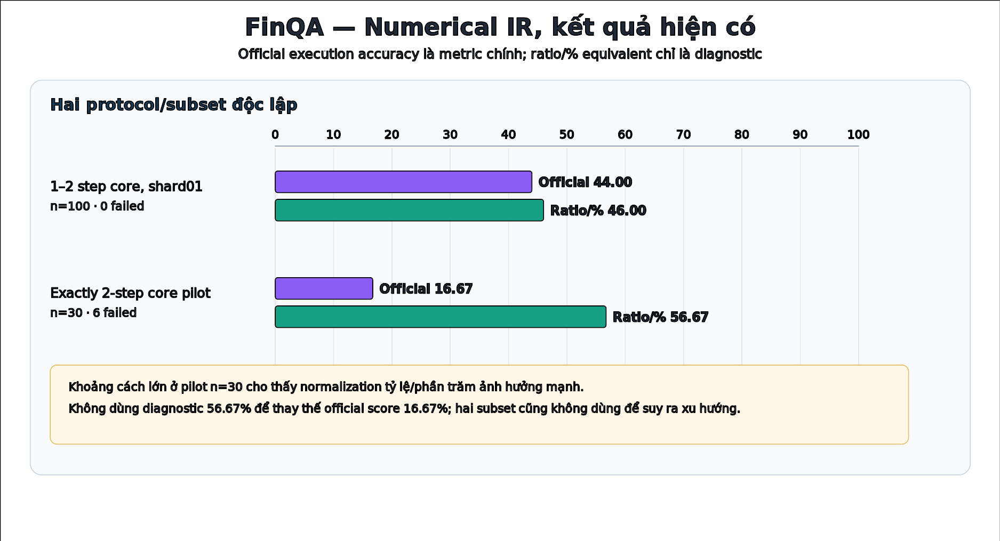 FinQA — Numerical IR, kết quả hiện có
Official execution accuracy là metric chính; ratio/% equivalent chỉ là diagnostic
Hai protocol/subset độc lập
0 10 20 30 40 50 60 70 80 90 100
1–2 step core, shard01
n=100 · 0 failed
Official 44.00
Ratio/% 46.00
Exactly 2-step core pilot
n=30 · 6 failed
Official 16.67
Ratio/% 56.67
Khoảng cách lớn ở pilot n=30 cho thấy normalization tỷ lệ/phần trăm ảnh hưởng mạnh.
Không dùng diagnostic 56.67% để thay thế official score 16.67%; hai subset cũng không dùng để suy ra xu hướng.